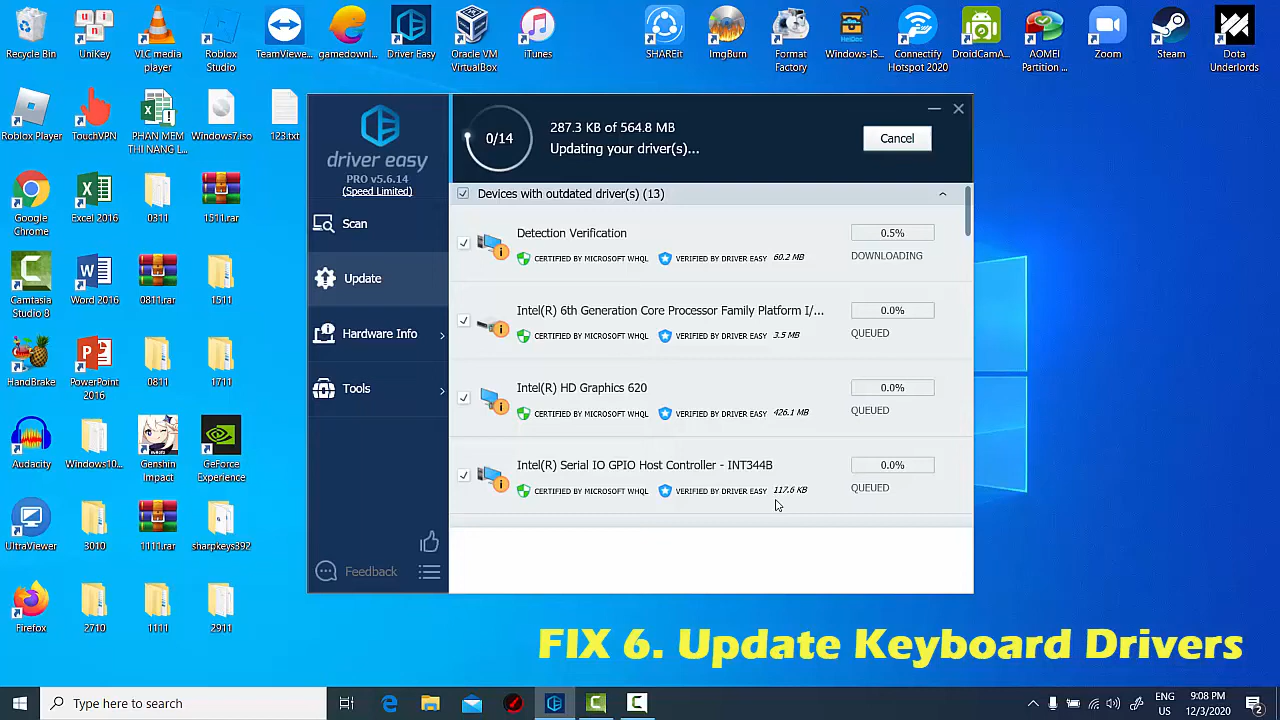 Recycle Bin
UniKey
VLC media
player
Roblox
Studio
TeamViewe...
gamedownl...
Driver Easy
Oracle VM
VirtualBox
iTunes
SHAREit
ImgBurn
Format
Factory
Windows-IS...
Connectify
Hotspot 2020
DroidCamA...
AOMEI
Partition ...
Zoom
Steam
Data
Underlords
Roblox Player
TouchVPN
PHAN MEM
THI NANG L...
Windows7.iso
123.txt
Google
Chrome
Excel 2016
0311
1511.rar
Camtasia
Studio 8
Word 2016
0811.rar
1511
HandBrake
PowerPoint
2016
0811
1711
Audacity
Windows10...
Genshin
Impact
GeForce
Experience
UltraViewer
3010
1111.rar
sharpkeys392
Firefox
2710
1111
2911
driver easy
PRO v5.6.14
(Speed Limited)
Scan
Update
Hardware Info
Tools
Feedback
0/14
287.3 KB of 564.8 MB
Updating your driver(s)...
Cancel
Devices with outdated driver(s) (13)
Detection Verification
0.5%
CERTIFIED BY MICROSOFT WHQL VERIFIED BY DRIVER EASY 60.2 MB
DOWNLOADING
Intel(R) 6th Generation Core Processor Family Platform I/...
0.0%
CERTIFIED BY MICROSOFT WHQL VERIFIED BY DRIVER EASY 3.5 MB
QUEUED
Intel(R) HD Graphics 620
0.0%
CERTIFIED BY MICROSOFT WHQL VERIFIED BY DRIVER EASY 426.1 MB
QUEUED
Intel(R) Serial IO GPIO Host Controller - INT344B
0.0%
CERTIFIED BY MICROSOFT WHQL VERIFIED BY DRIVER EASY 117.6 KB
QUEUED
FIX 6. Update Keyboard Drivers
Type here to search
ENG
US
9:08 PM
12/3/2020
2